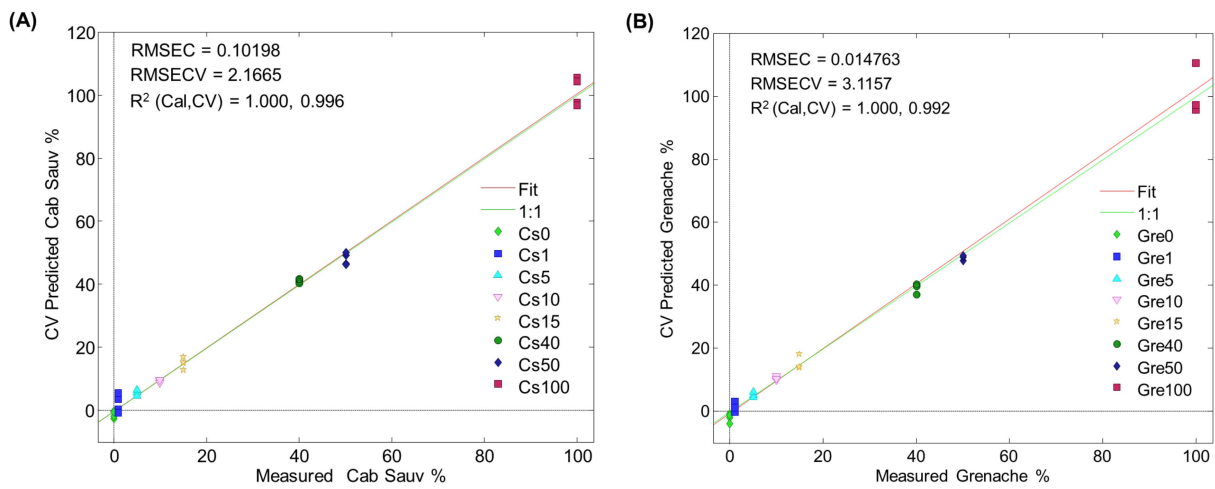 (A)
RMSEC = 0.10198
RMSECV = 2.1665
R² (Cal,CV) = 1.000, 0.996
120
100
80
60
40
20
0
CV Predicted Cab Sauv %
Fit
1:1
Cs0
Cs1
Cs5
Cs10
Cs15
Cs40
Cs50
Cs100
0 20 40 60 80 100
Measured Cab Sauv %
(B)
RMSEC = 0.014763
RMSECV = 3.1157
R² (Cal,CV) = 1.000, 0.992
120
100
80
60
40
20
0
CV Predicted Grenache %
Fit
1:1
Gre0
Gre1
Gre5
Gre10
Gre15
Gre40
Gre50
Gre100
0 20 40 60 80 100
Measured Grenache %